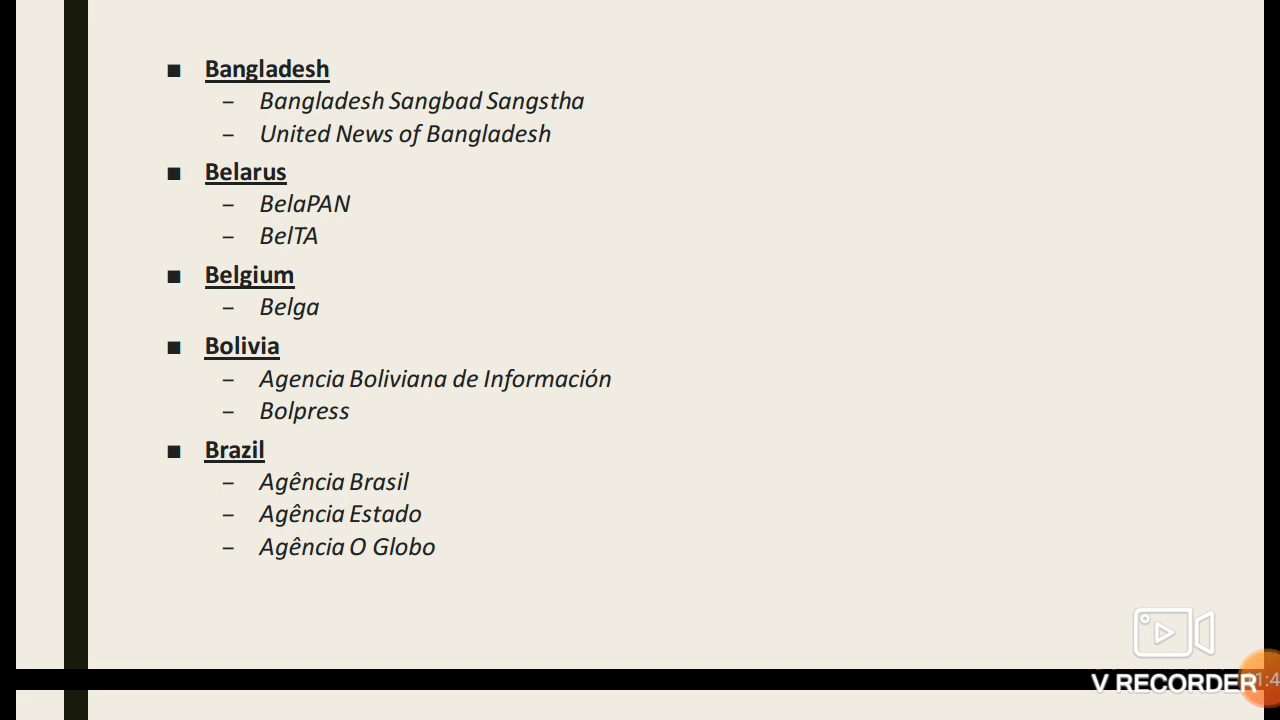 ■ Bangladesh
– Bangladesh Sangbad Sangstha
– United News of Bangladesh
■ Belarus
– BelaPAN
– BelTA
■ Belgium
– Belga
■ Bolivia
– Agencia Boliviana de Información
– Bolpress
■ Brazil
– Agência Brasil
– Agência Estado
– Agência O Globo
V RECORDER